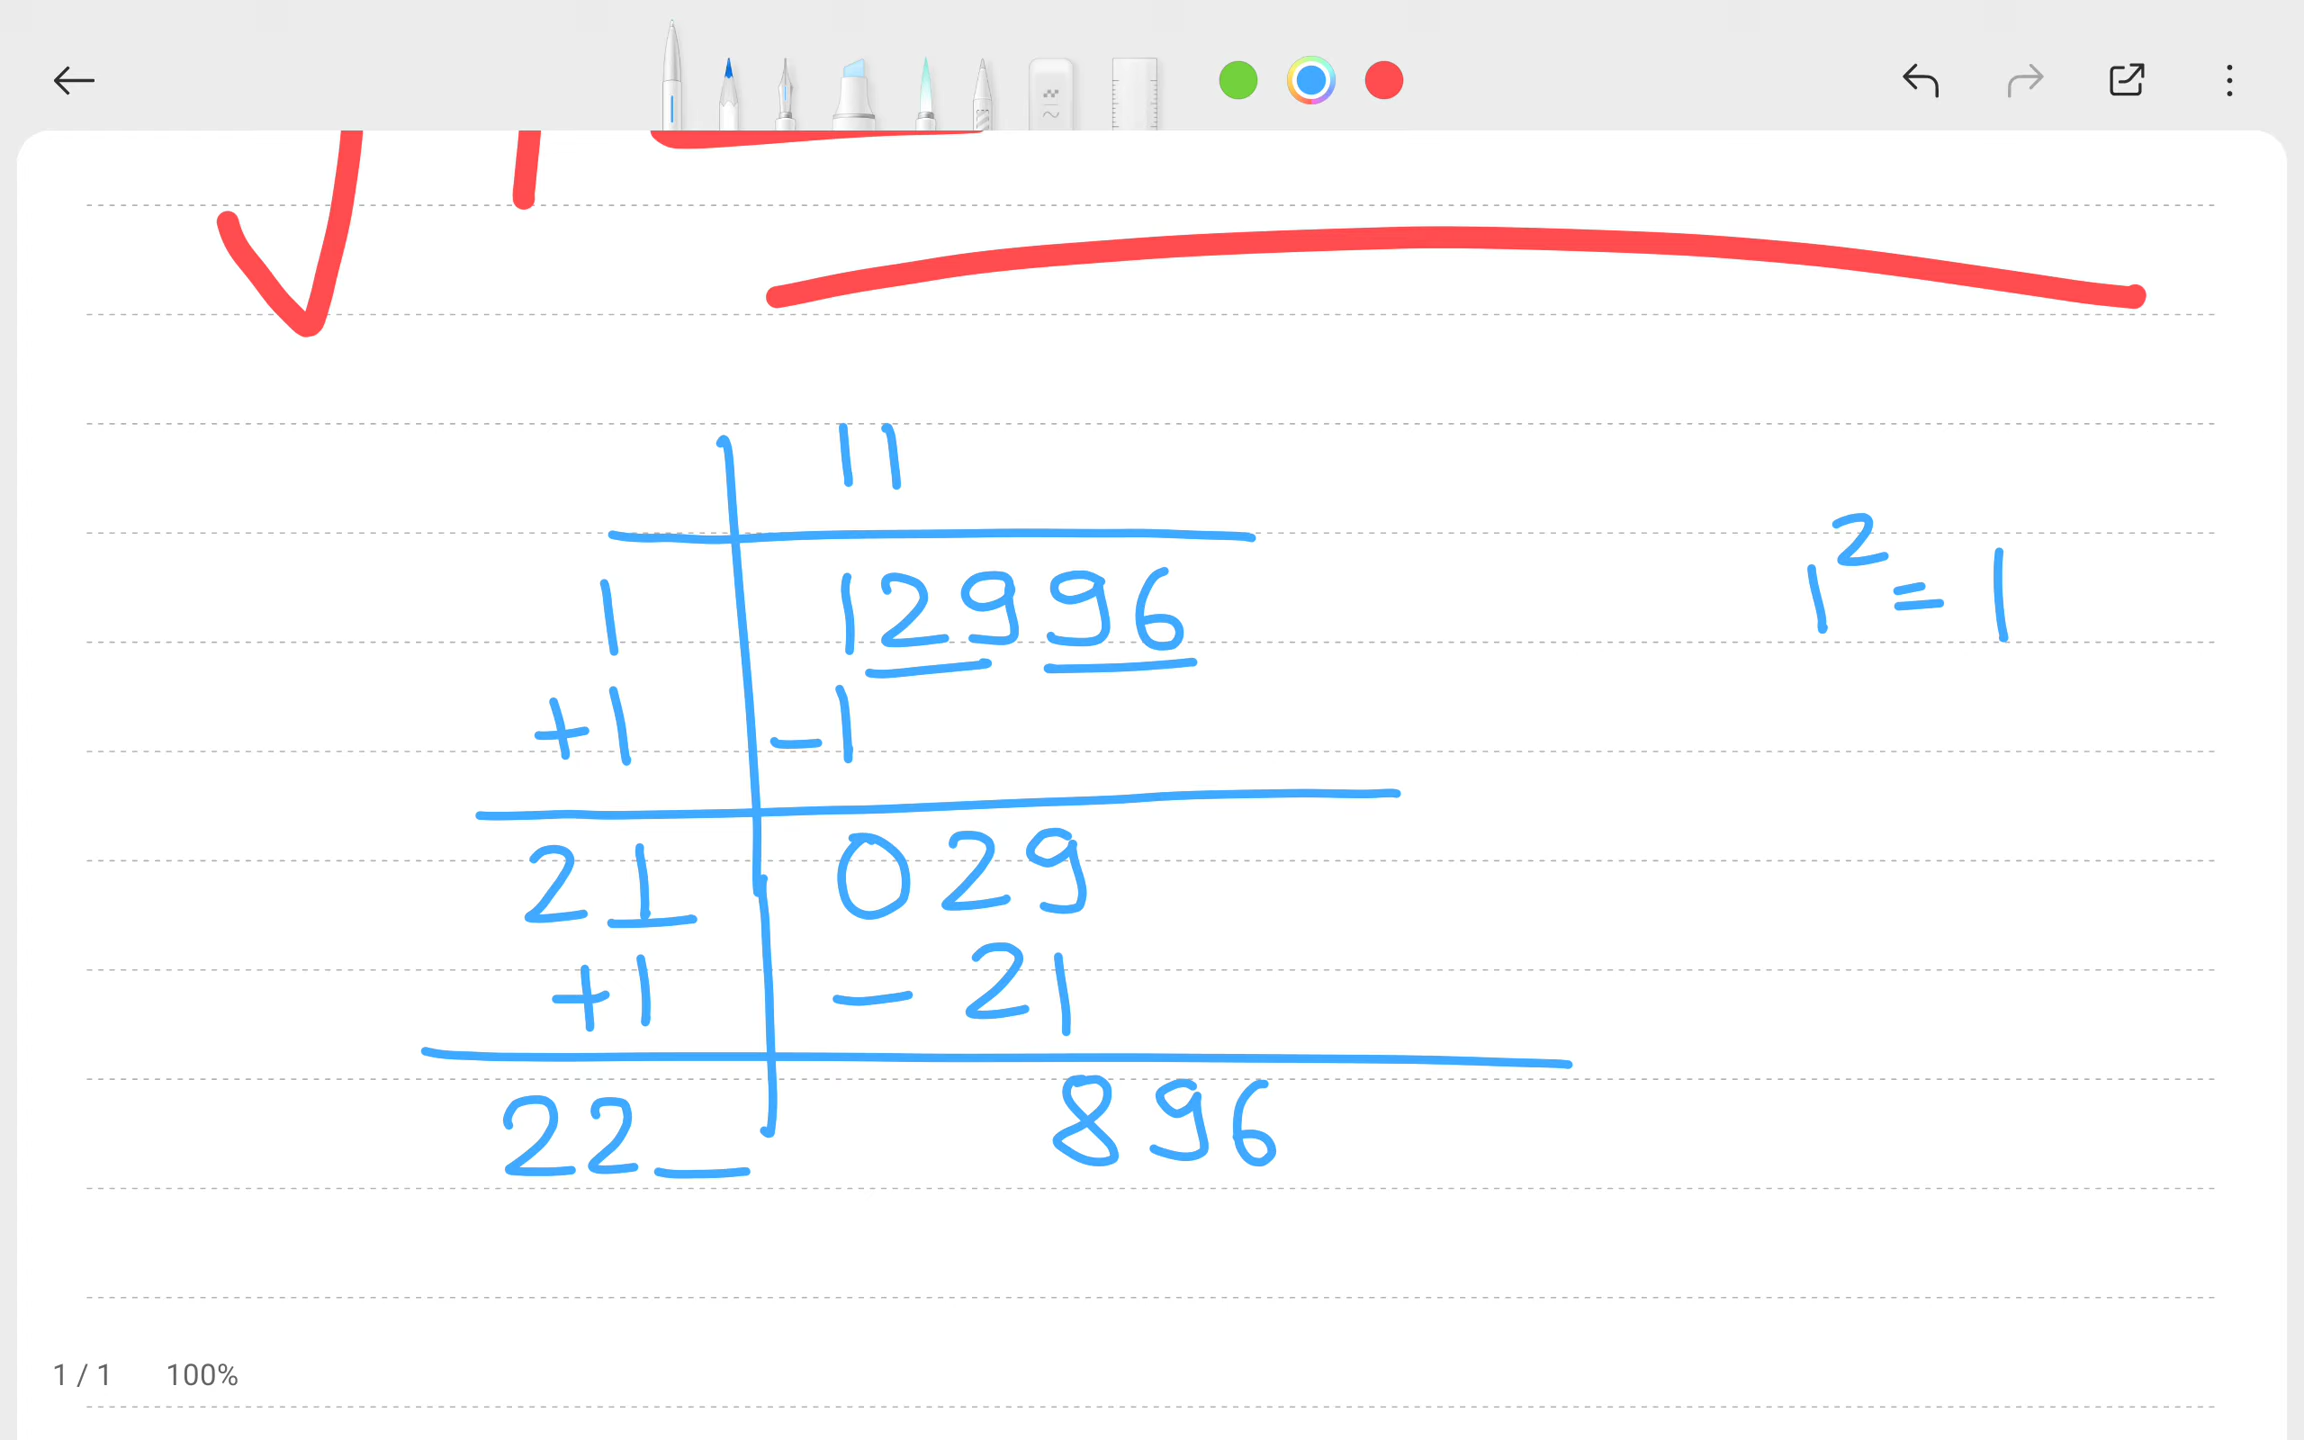 11
1 12996 1² = 1
+1 -1
21 029
+1 - 21
22_ 896
1 / 1 100%